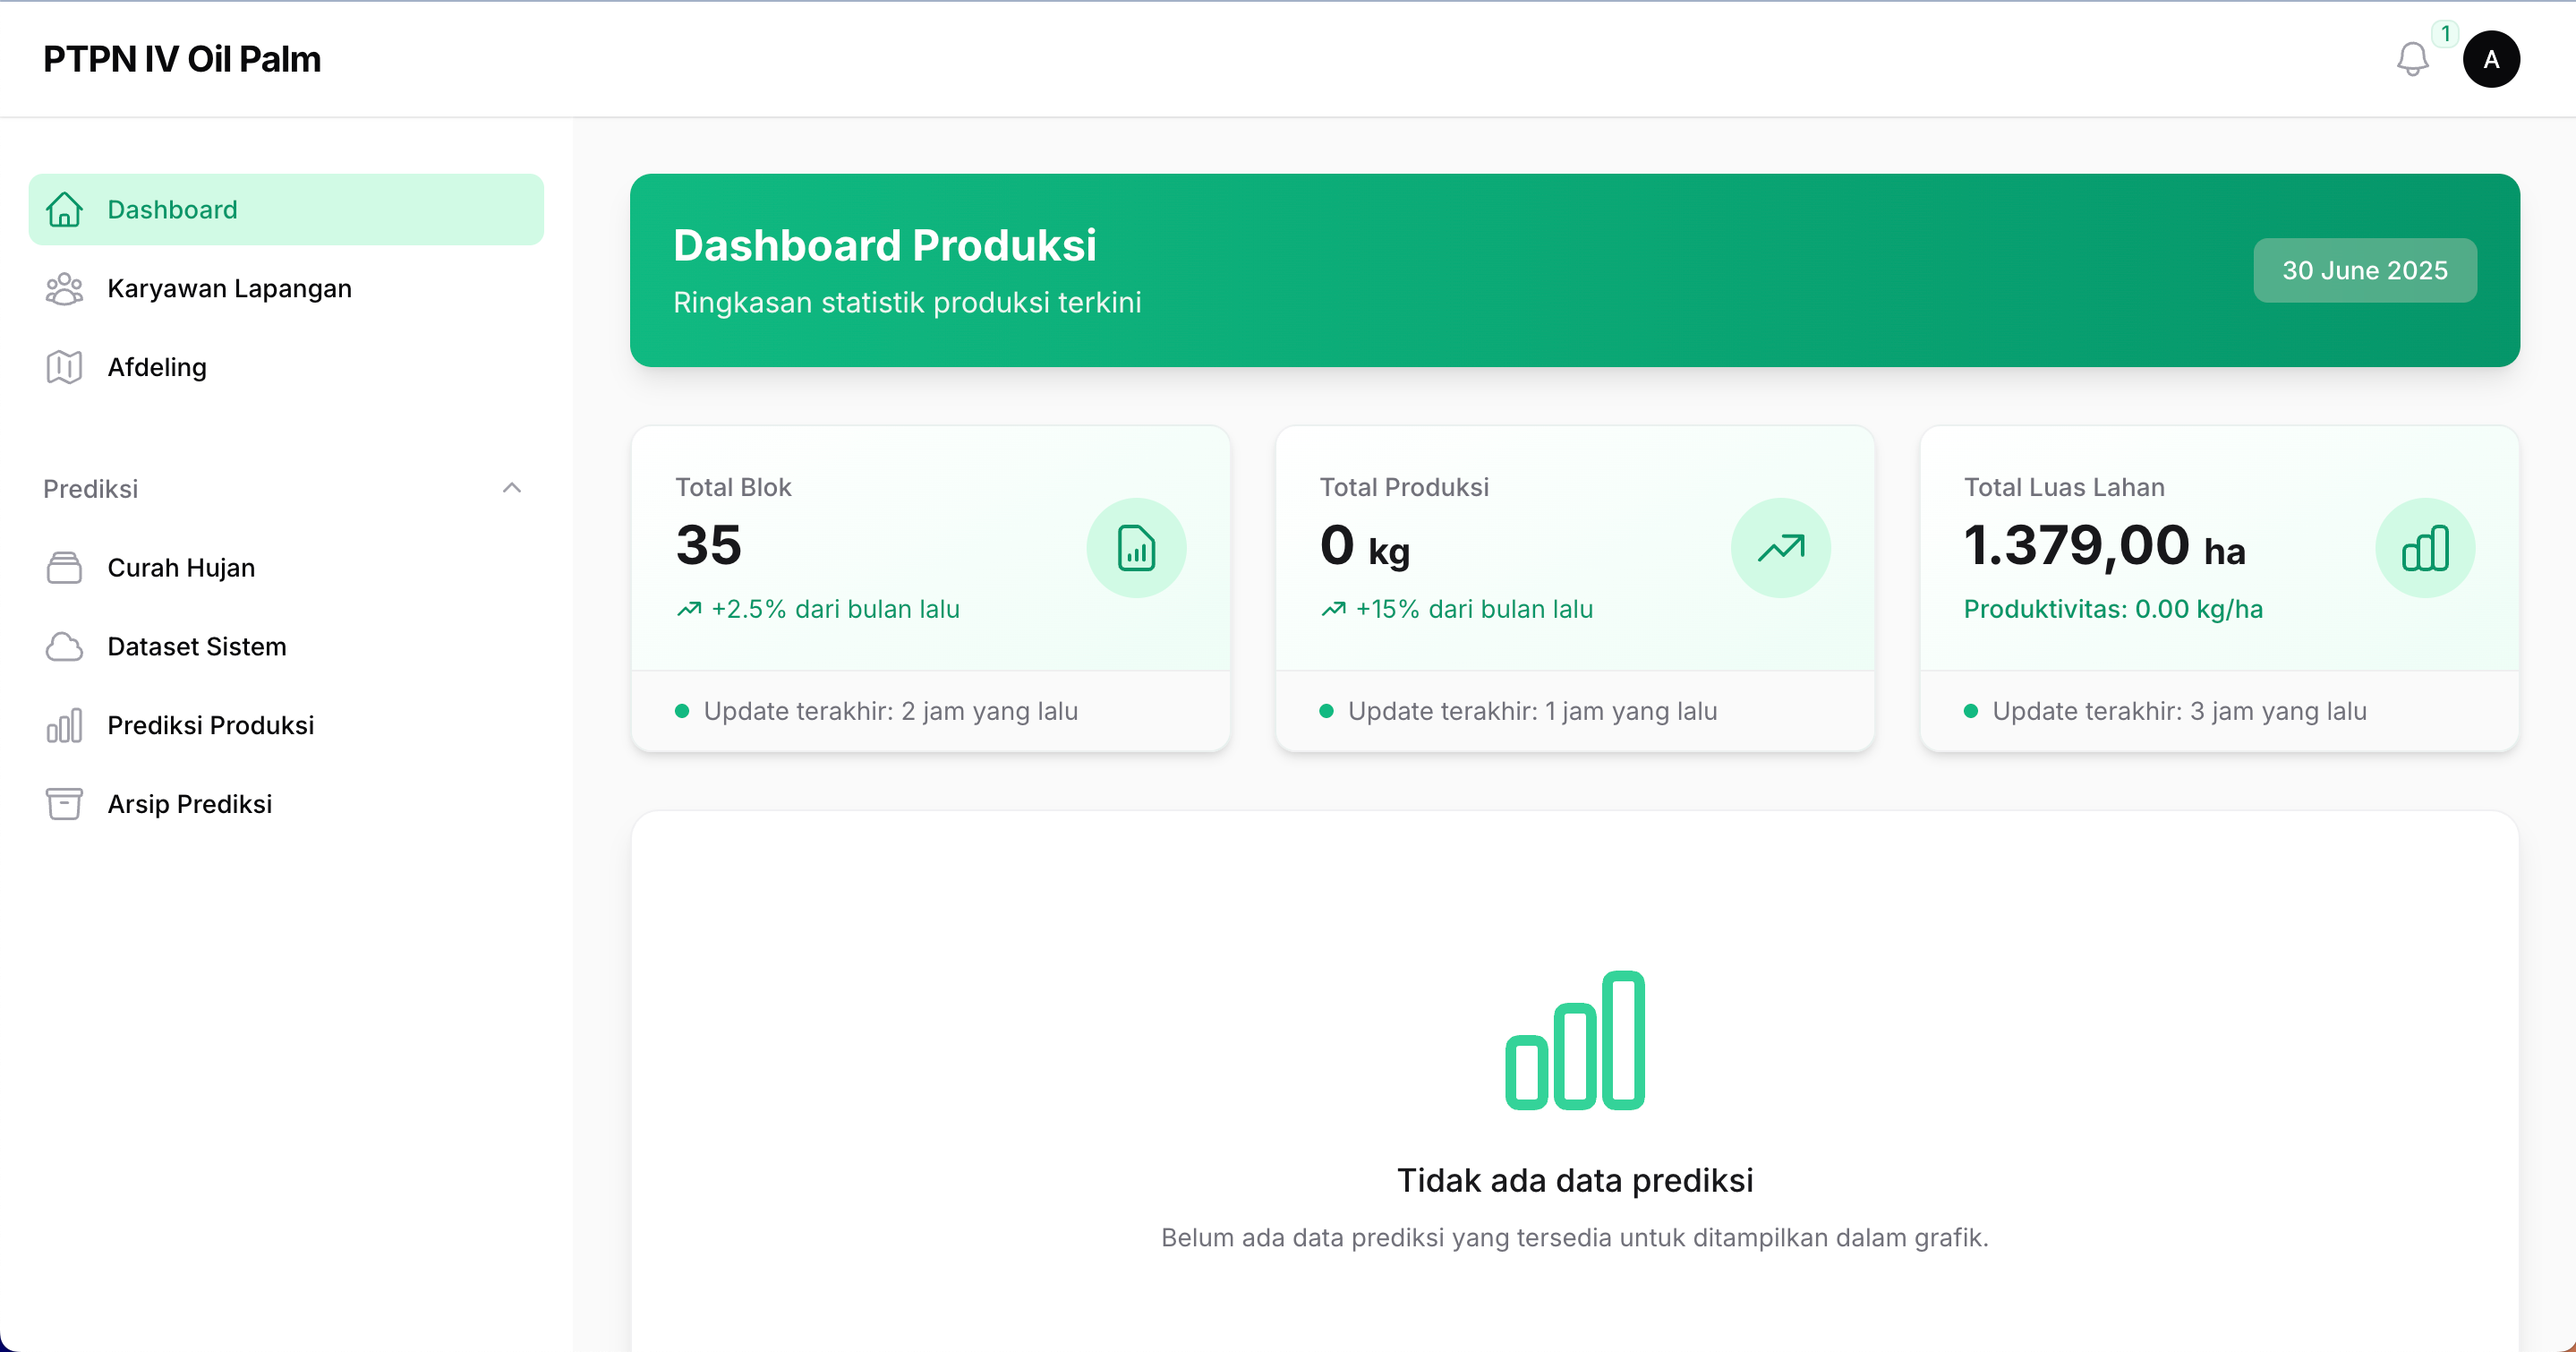 PTPN IV Oil Palm
1
A
Dashboard
Karyawan Lapangan
Afdeling
Prediksi
Curah Hujan
Dataset Sistem
Prediksi Produksi
Arsip Prediksi
Dashboard Produksi
Ringkasan statistik produksi terkini
30 June 2025
Total Blok
35
+2.5% dari bulan lalu
Update terakhir: 2 jam yang lalu
Total Produksi
0 kg
+15% dari bulan lalu
Update terakhir: 1 jam yang lalu
Total Luas Lahan
1.379,00 ha
Produktivitas: 0.00 kg/ha
Update terakhir: 3 jam yang lalu
Tidak ada data prediksi
Belum ada data prediksi yang tersedia untuk ditampilkan dalam grafik.